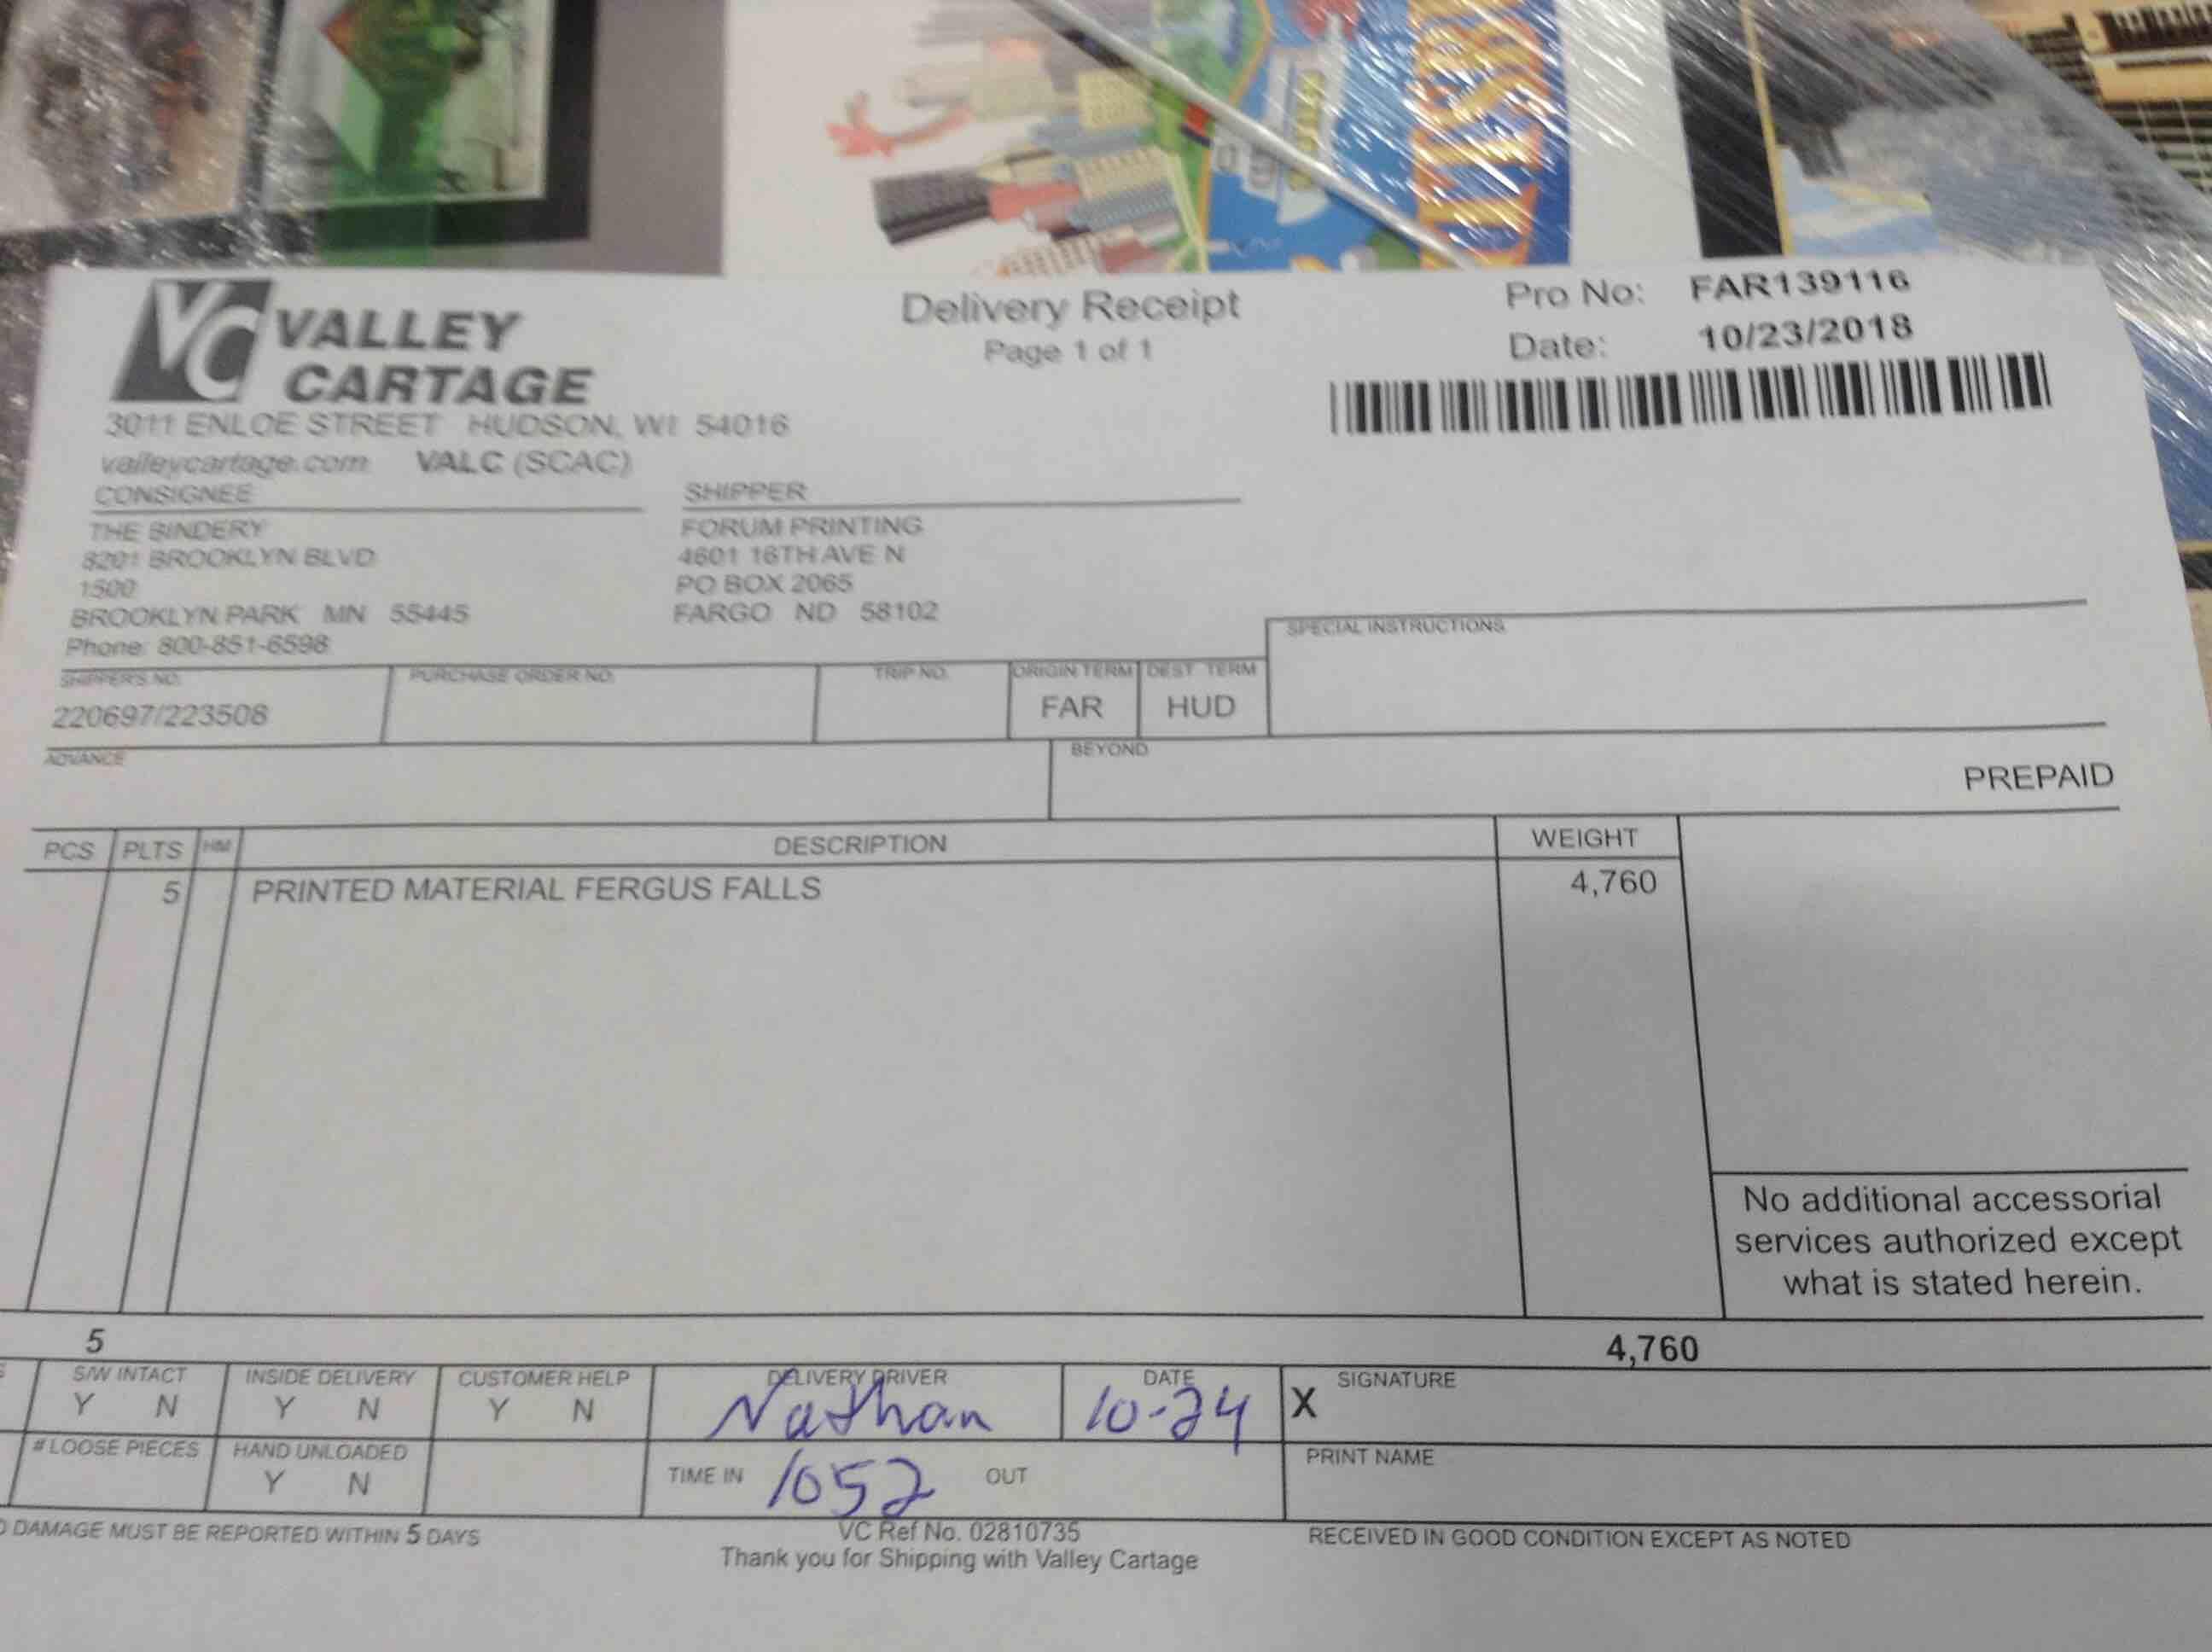 VC VALLEY
CARTAGE
3011 ENLOE STREET HUDSON, WI 54016
valleycartage.com VALC (SCAC)
Delivery Receipt
Page 1 of 1
Pro No: FAR139116
Date: 10/23/2018
CONSIGNEE
THE BINDERY
8201 BROOKLYN BLVD
1500
BROOKLYN PARK MN 55445
Phone: 800-851-6598
SHIPPER
FORUM PRINTING
4601 16TH AVE N
PO BOX 2065
FARGO ND 58102
SPECIAL INSTRUCTIONS
SHIPPER'S NO. PURCHASE ORDER NO. TRIP NO. ORIGIN TERM DEST TERM
220697/223508 FAR HUD
ADVANCE BEYOND
PREPAID
PCS PLTS HM DESCRIPTION WEIGHT
5 PRINTED MATERIAL FERGUS FALLS 4,760
No additional accessorial
services authorized except
what is stated herein.
5 4,760
S/W INTACT INSIDE DELIVERY CUSTOMER HELP DELIVERY DRIVER DATE SIGNATURE
Y N Y N Y N Nathan 10-24 X
# LOOSE PIECES HAND UNLOADED PRINT NAME
Y N TIME IN 1052 OUT
DAMAGE MUST BE REPORTED WITHIN 5 DAYS
VC Ref No. 02810735
RECEIVED IN GOOD CONDITION EXCEPT AS NOTED
Thank you for Shipping with Valley Cartage